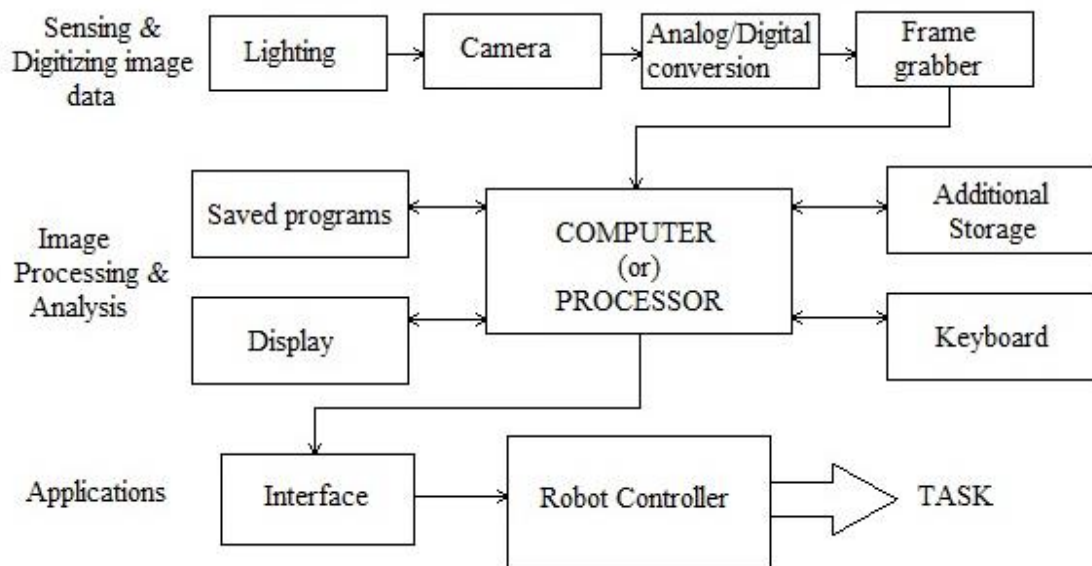 Sensing &
Digitizing image
data
Lighting
Camera
Analog/Digital
conversion
Frame
grabber
Image
Processing &
Analysis
Saved programs
Display
COMPUTER
(or)
PROCESSOR
Additional
Storage
Keyboard
Applications
Interface
Robot Controller
TASK